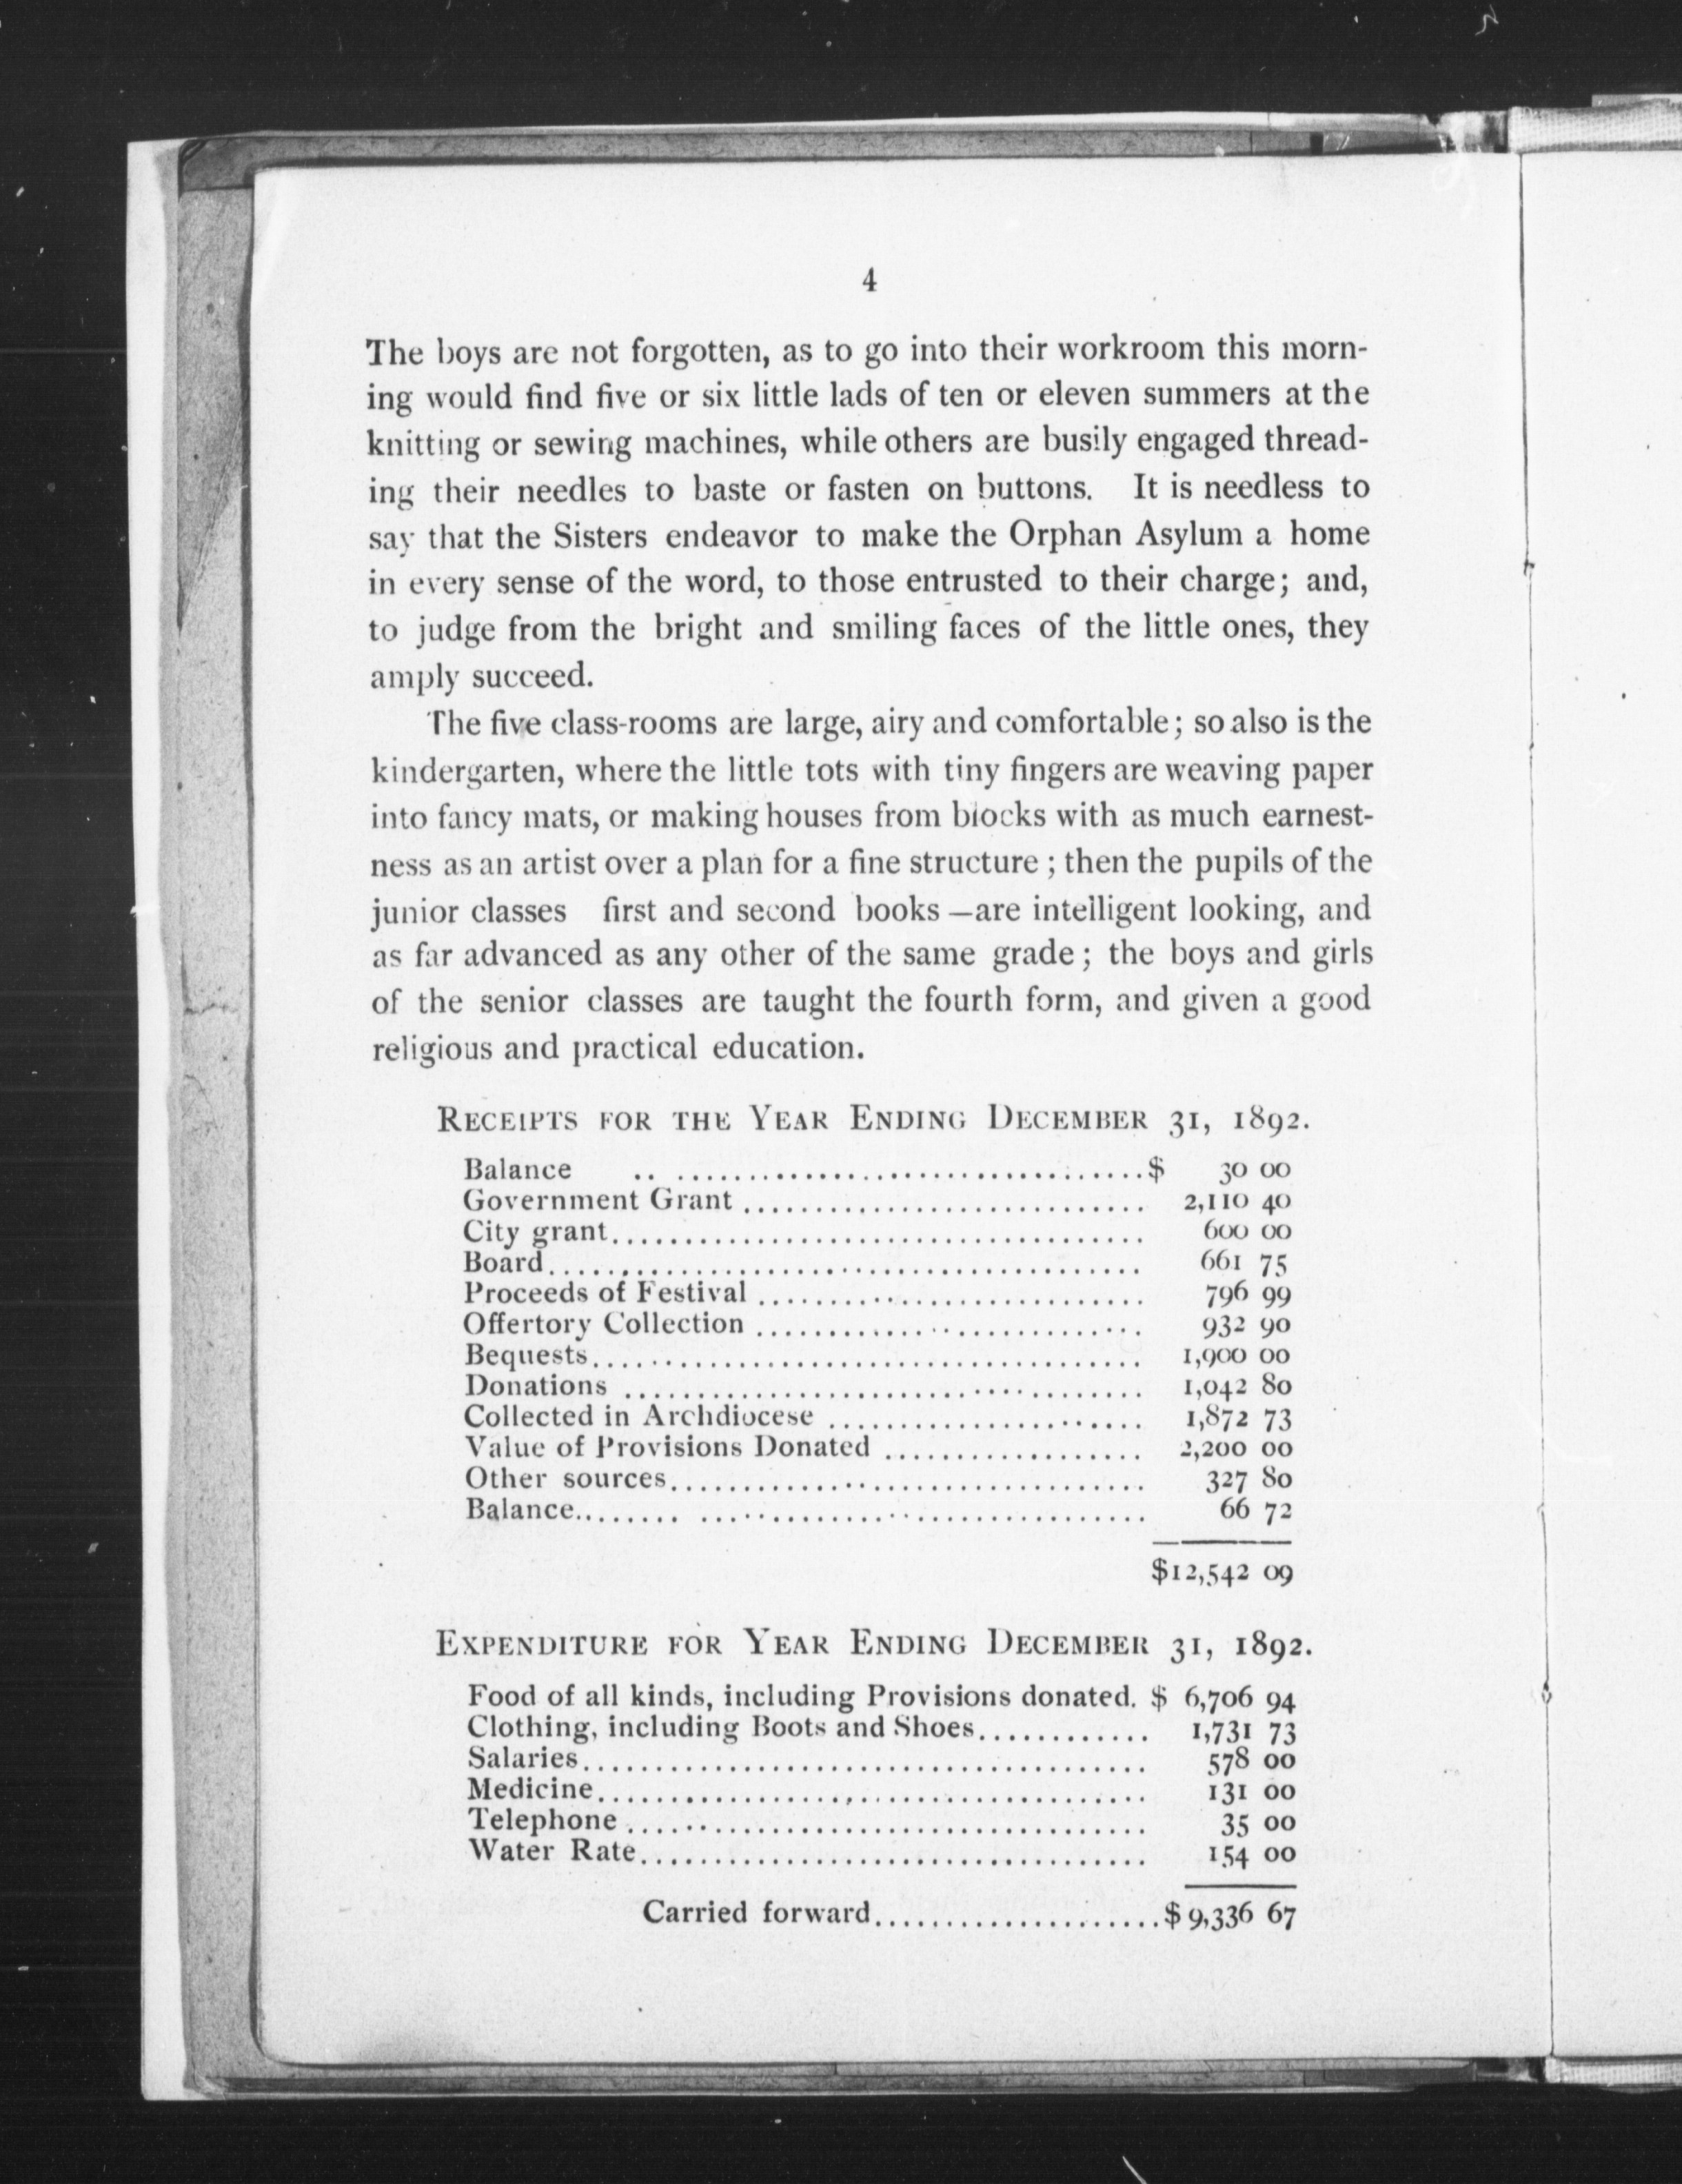 4
The boys are not forgotten, as to go into their workroom this morn-
ing would find five or six little lads of ten or eleven summers at the
knitting or sewing machines, while others are busily engaged thread-
ing their needles to baste or fasten on buttons. It is needless to
say that the Sisters endeavor to make the Orphan Asylum a home
in every sense of the word, to those entrusted to their charge; and,
to judge from the bright and smiling faces of the little ones, they
amply succeed.
The five class-rooms are large, airy and comfortable; so also is the
kindergarten, where the little tots with tiny fingers are weaving paper
into fancy mats, or making houses from blocks with as much earnest-
ness as an artist over a plan for a fine structure; then the pupils of the
junior classes first and second books—are intelligent looking, and
as far advanced as any other of the same grade; the boys and girls
of the senior classes are taught the fourth form, and given a good
religious and practical education.
RECEIPTS FOR THE YEAR ENDING DECEMBER 31, 1892.
Balance .. ................................$ 30 00
Government Grant ............................ 2,110 40
City grant..................................... 600 00
Board......................................... 661 75
Proceeds of Festival ........................... 796 99
Offertory Collection ........................... 932 90
Bequests...................................... 1,900 00
Donations .................................... 1,042 80
Collected in Archdiocese ...................... 1,872 73
Value of Provisions Donated .................. 2,200 00
Other sources................................. 327 80
Balance........ ............................... 66 72
$12,542 09
EXPENDITURE FOR YEAR ENDING DECEMBER 31, 1892.
Food of all kinds, including Provisions donated. $ 6,706 94
Clothing, including Boots and Shoes............ 1,731 73
Salaries....................................... 578 00
Medicine...................................... 131 00
Telephone .................................... 35 00
Water Rate................................... 154 00
Carried forward....................$ 9,336 67